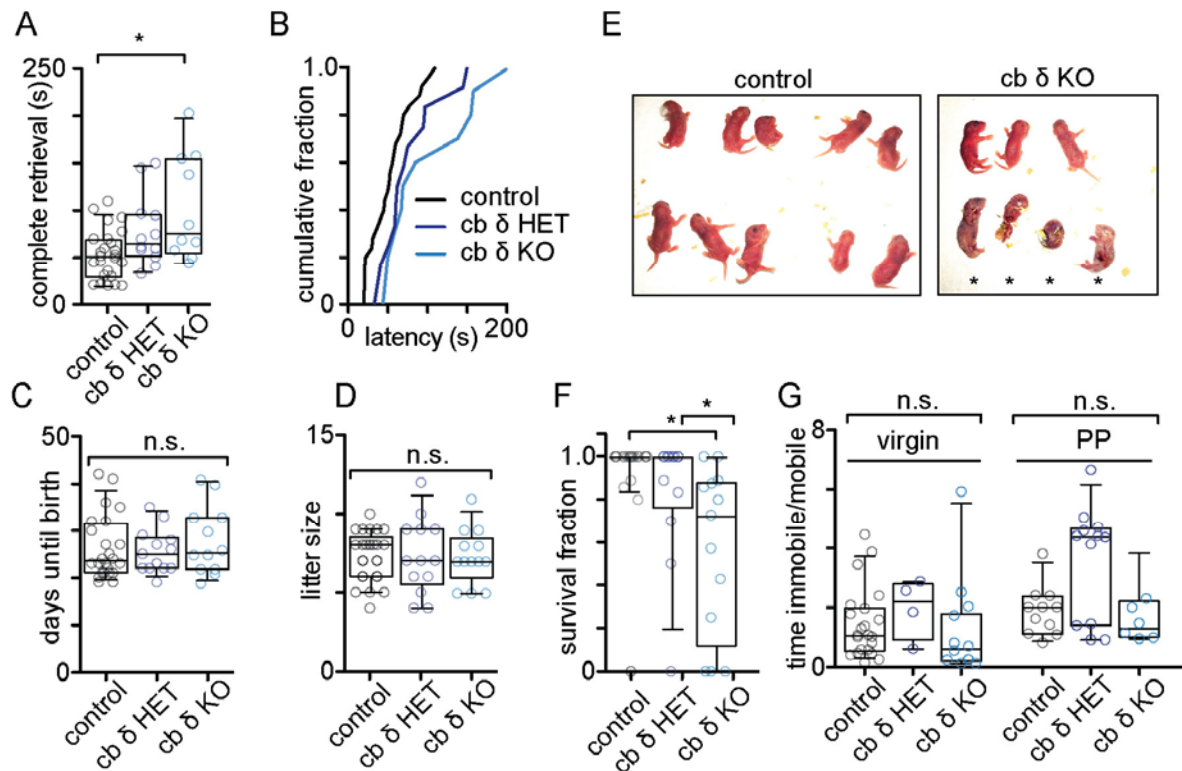 A
*
250
complete retrieval (s)
0
control
cb δ HET
cb δ KO
B
1.0
cumulative fraction
control
cb δ HET
cb δ KO
0
0
latency (s)
200
E
control
cb δ KO
* * * *
C
50
n.s.
days until birth
0
control
cb δ HET
cb δ KO
D
15
n.s.
litter size
0
control
cb δ HET
cb δ KO
F
*
*
1.0
survival fraction
0
control
cb δ HET
cb δ KO
G
n.s.
n.s.
8
virgin
PP
time immobile/mobile
0
control
cb δ HET
cb δ KO
control
cb δ HET
cb δ KO